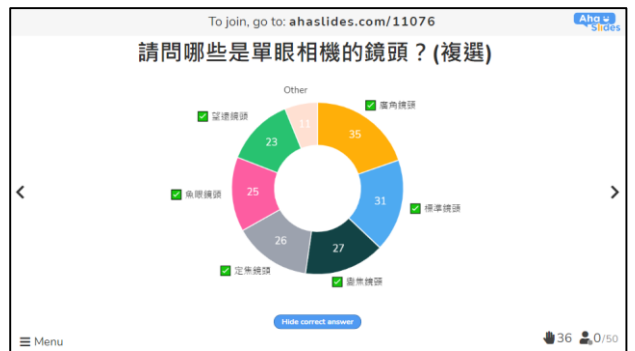 To join, go to: ahaslides.com/11076
Aha
Slides
請問哪些是單眼相機的鏡頭？(複選)
Other
11
廣角鏡頭
35
望遠鏡頭
23
魚眼鏡頭
25
31
標準鏡頭
26
27
定焦鏡頭
變焦鏡頭
Hide correct answer
Menu
36
0/50